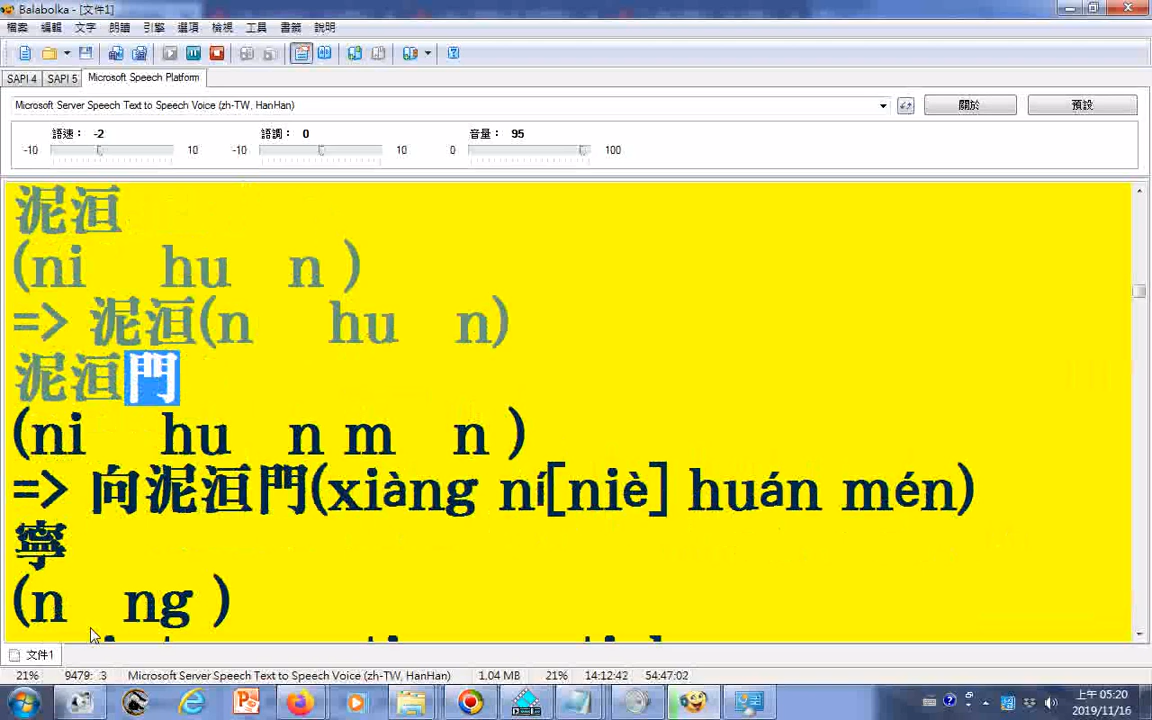 Balabolka - [文件1]
檔案 編輯 文字 朗讀 引擎 選項 檢視 工具 書籤 說明
SAPI 4 SAPI 5 Microsoft Speech Platform
Microsoft Server Speech Text to Speech Voice (zh-TW, HanHan) 關於 預設
語速： -2 語調： 0 音量： 95
-10 10 -10 10 0 100
泥洹
(ni hu n )
=> 泥洹(n hu n)
泥洹門
(ni hu n m n )
=> 向泥洹門(xiàng ní[niè] huán mén)
寧
(n ng )
文件1
21% 9479: 3 Microsoft Server Speech Text to Speech Voice (zh-TW, HanHan) 1.04 MB 21% 14:12:42 54:47:02
上午 05:20
2019/11/16